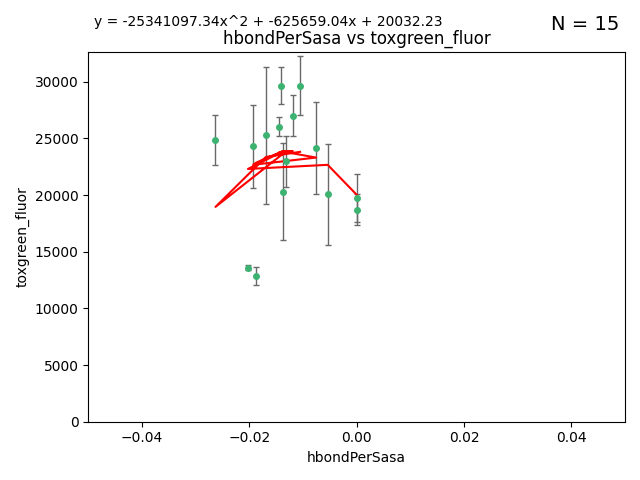 y = -25341097.34x^2 + -625659.04x + 20032.23
N = 15
hbondPerSasa vs toxgreen_fluor
30000
25000
20000
15000
10000
5000
0
toxgreen_fluor
−0.04
−0.02
0.00
0.02
0.04
hbondPerSasa